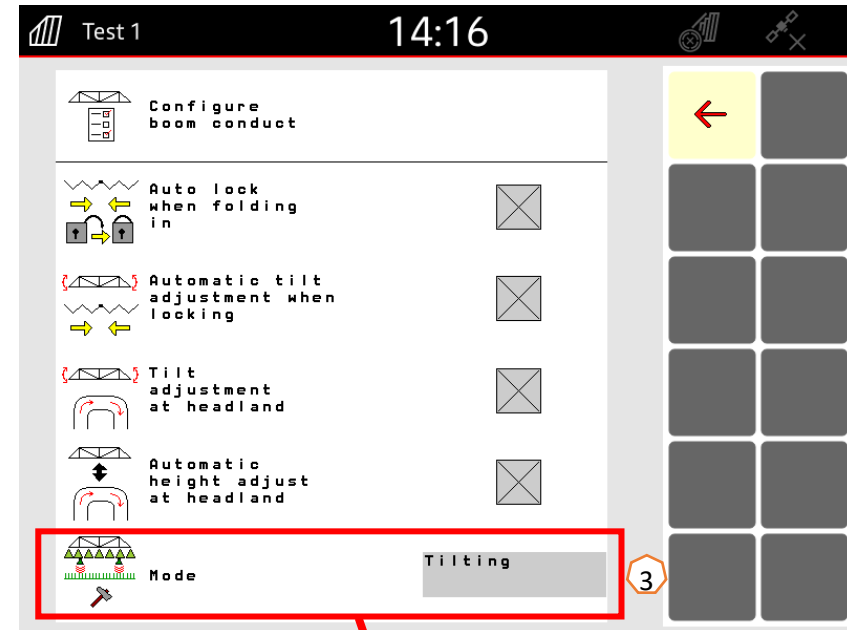 Test 1
14:16
Configure
boom conduct
Auto lock
when folding
in
Automatic tilt
adjustment when
locking
Tilt
adjustment
at headland
Automatic
height adjust
at headland
Mode
Tilting
3